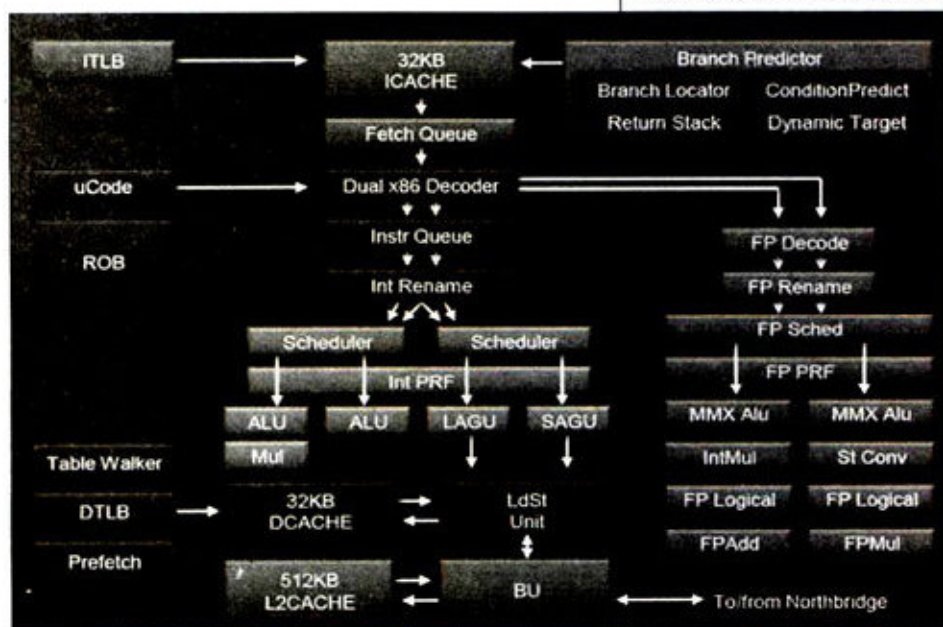 ITLB
32KB
ICACHE
Branch Predictor
Branch Locator
ConditionPredict
Return Stack
Dynamic Target
Fetch Queue
uCode
Dual x86 Decoder
Instr Queue
FP Decode
ROB
Int Rename
FP Rename
Scheduler
Scheduler
FP Sched
Int PRF
FP PRF
ALU
ALU
LAGU
SAGU
MMX Alu
MMX Alu
Mul
Table Walker
IntMul
St Conv
DTLB
32KB
DCACHE
LdSt
Unit
FP Logical
FP Logical
Prefetch
FPAdd
FPMul
512KB
L2CACHE
BU
To/from Northbridge